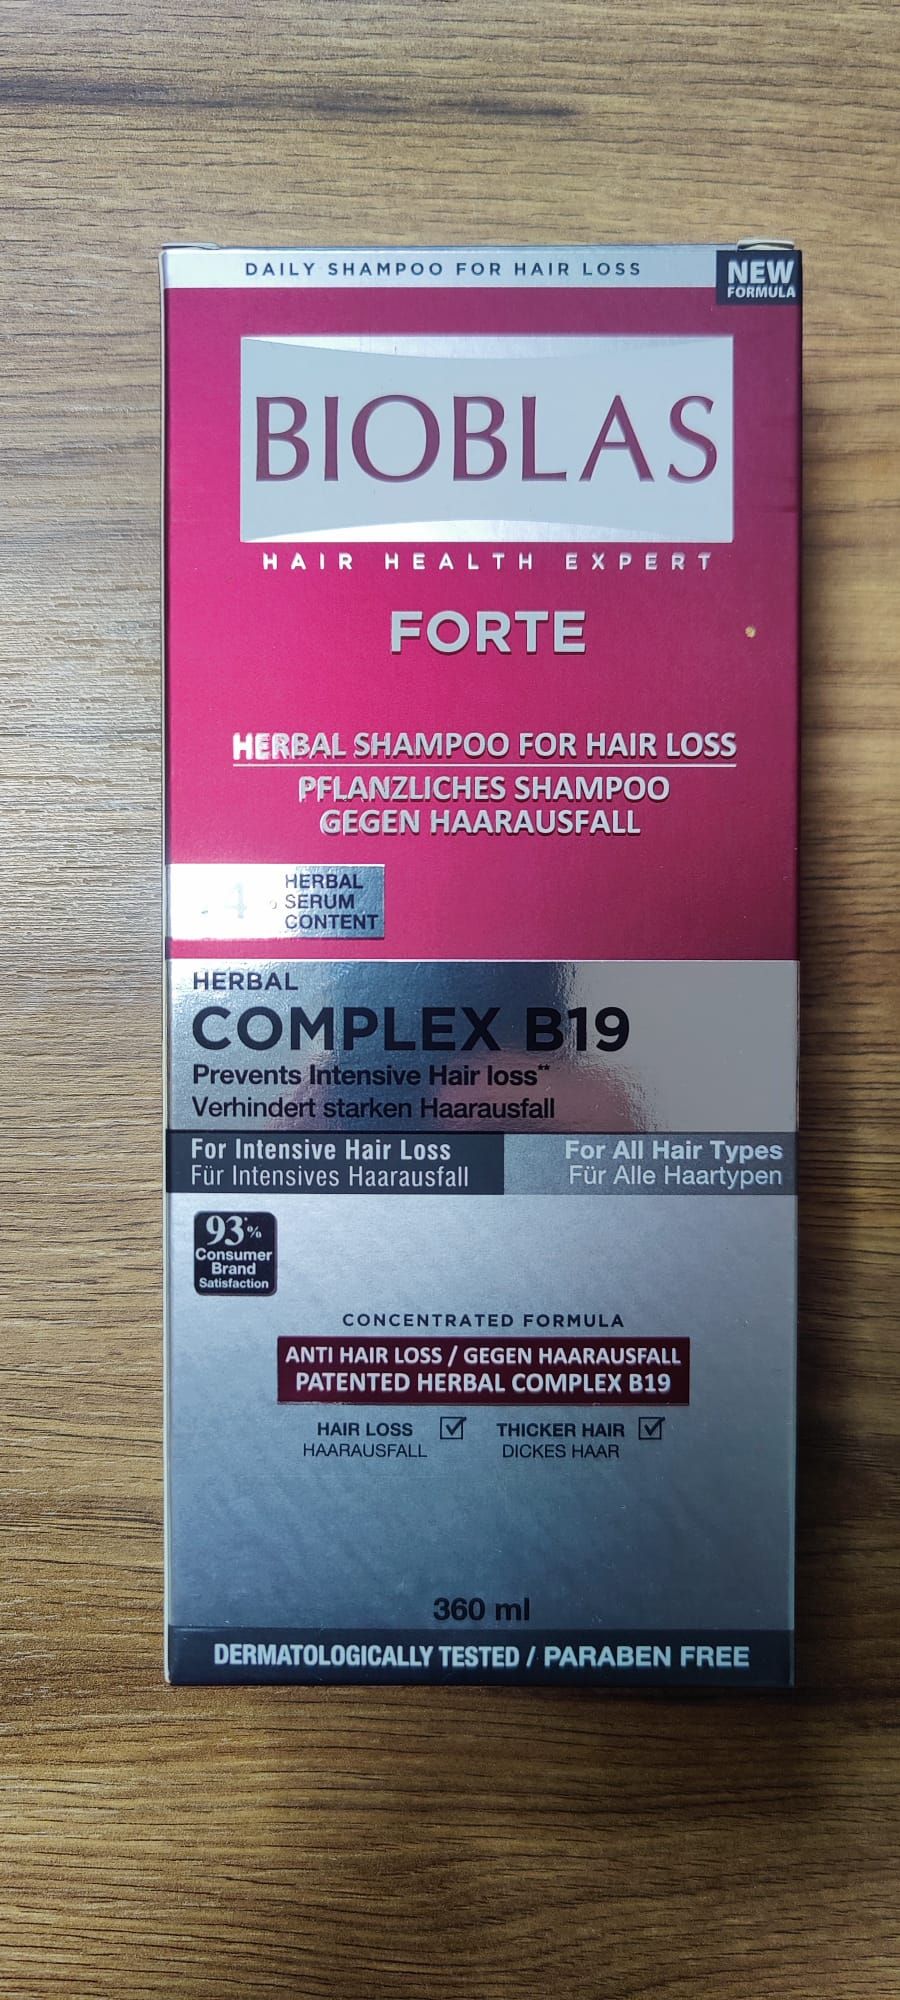 DAILY SHAMPOO FOR HAIR LOSS
NEW
FORMULA
BIOBLAS
HAIR HEALTH EXPERT
FORTE
HERBAL SHAMPOO FOR HAIR LOSS
PFLANZLICHES SHAMPOO
GEGEN HAARAUSFALL
HERBAL
SERUM
CONTENT
HERBAL
COMPLEX B19
Prevents Intensive Hair loss**
Verhindert starken Haarausfall
For Intensive Hair Loss
Für Intensives Haarausfall
For All Hair Types
Für Alle Haartypen
93*%
Consumer
Brand
Satisfaction
CONCENTRATED FORMULA
ANTI HAIR LOSS / GEGEN HAARAUSFALL
PATENTED HERBAL COMPLEX B19
HAIR LOSS
HAARAUSFALL
THICKER HAIR
DICKES HAAR
360 ml
DERMATOLOGICALLY TESTED / PARABEN FREE